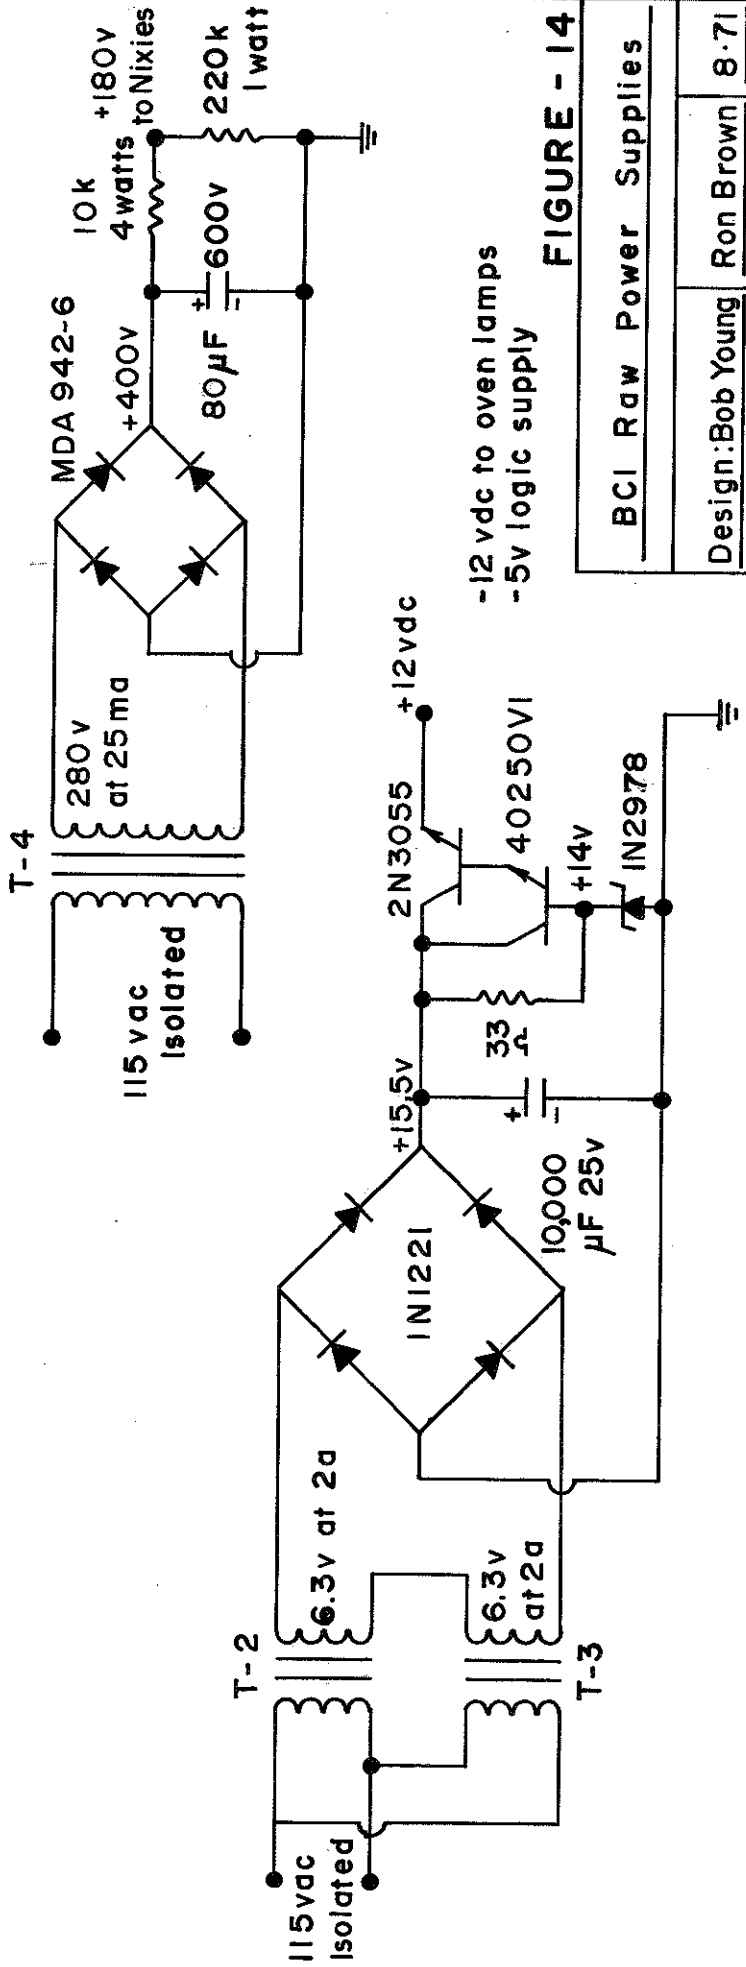 T-4
115 vac
Isolated
280 v
at 25 ma
MDA 942-6
+400v
80µF
600v
+
-
10k
4 watts
+180v
to Nixies
220k
1 watt
T-2
115 vac
Isolated
6.3v at 2a
6.3v
at 2a
T-3
1N1221
+15.5v
+
-
10,000
µF 25v
33
Ω
2N3055
40250V1
+14v
1N2978
+12vdc
-12 vdc to oven lamps
-5v logic supply
FIGURE - 14
BCI Raw Power Supplies
Design: Bob Young
Ron Brown
8·71